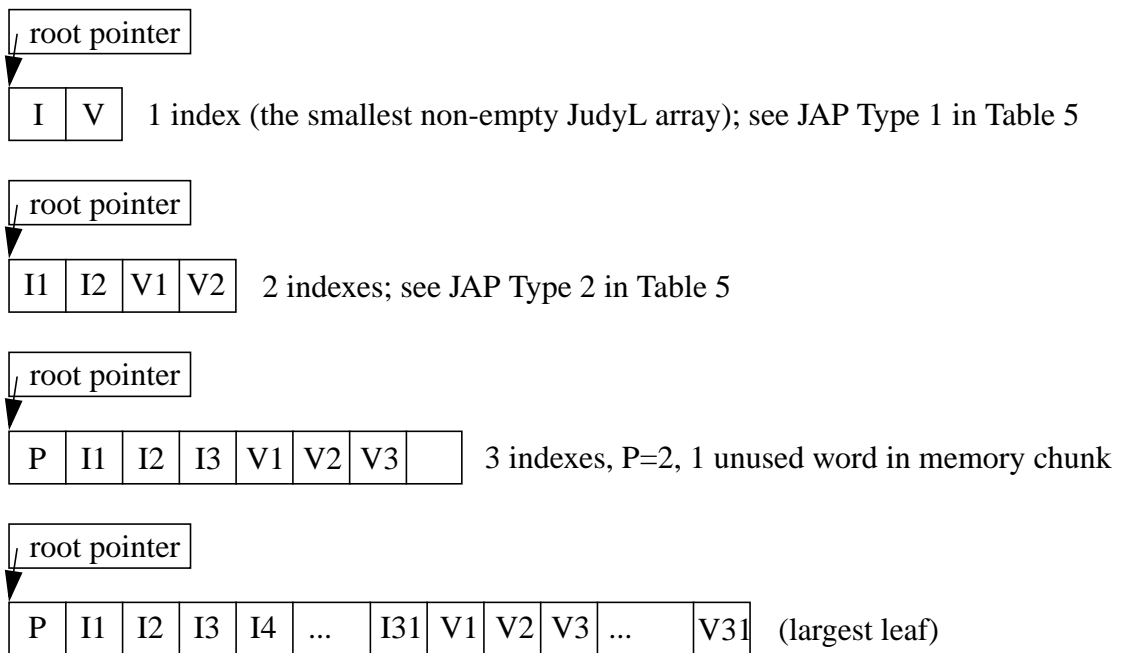 root pointer
I V 1 index (the smallest non-empty JudyL array); see JAP Type 1 in Table 5
root pointer
I1 I2 V1 V2 2 indexes; see JAP Type 2 in Table 5
root pointer
P I1 I2 I3 V1 V2 V3 3 indexes, P=2, 1 unused word in memory chunk
root pointer
P I1 I2 I3 I4 ... I31 V1 V2 V3 ... V31 (largest leaf)